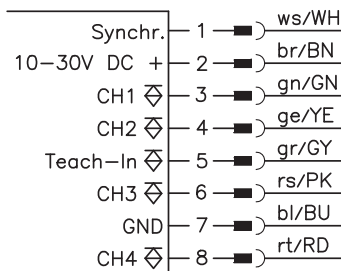 Synchr. 1 ws/WH
10-30V DC + 2 br/BN
CH1 3 gn/GN
CH2 4 ge/YE
Teach-In 5 gr/GY
CH3 6 rs/PK
GND 7 bl/BU
CH4 8 rt/RD